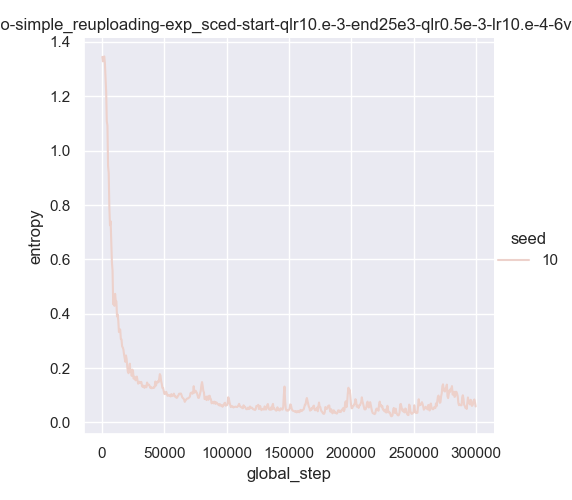 o-simple_reuploading-exp_sced-start-qlr10.e-3-end25e3-qlr0.5e-3-lr10.e-4-6v
1.4
1.2
1.0
0.8
0.6
0.4
0.2
0.0
entropy
0 50000 100000 150000 200000 250000 300000
global_step
seed
10